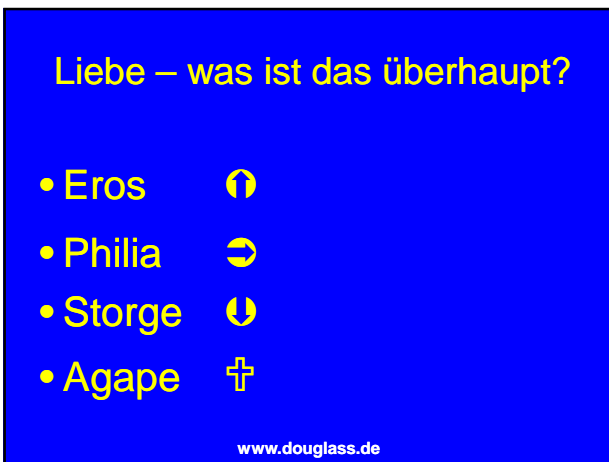 Liebe – was ist das überhaupt?
• Eros
• Philia
• Storge
• Agape
www.douglass.de